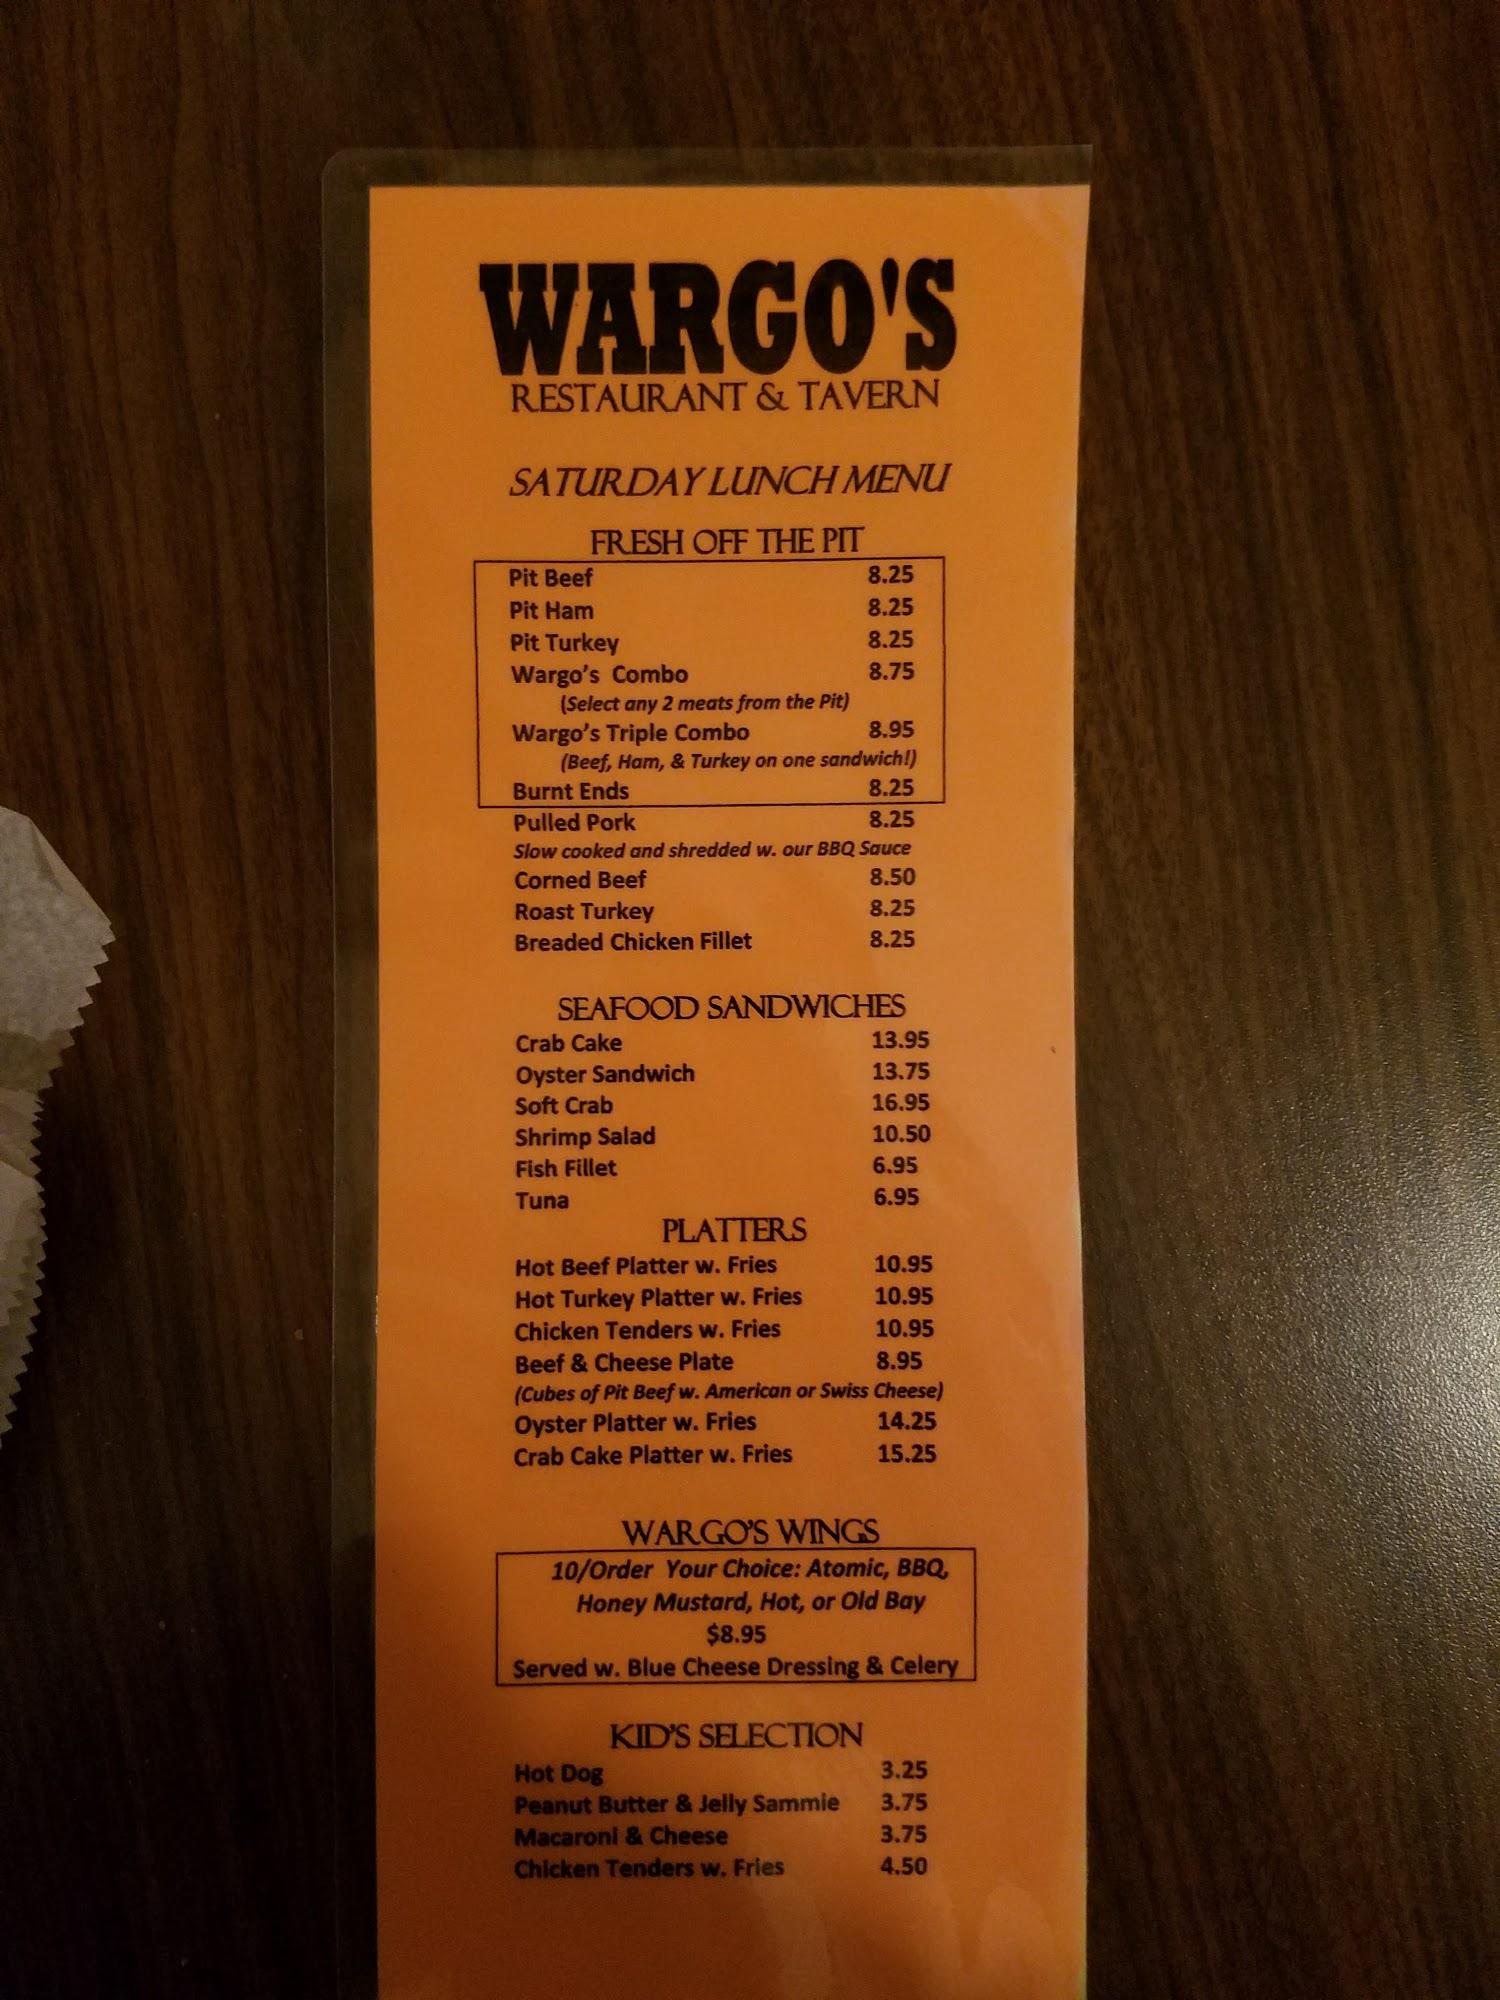 WARGO'S
RESTAURANT & TAVERN
SATURDAY LUNCH MENU
FRESH OFF THE PIT
Pit Beef 8.25
Pit Ham 8.25
Pit Turkey 8.25
Wargo's Combo 8.75
(Select any 2 meats from the Pit)
Wargo's Triple Combo 8.95
(Beef, Ham, & Turkey on one sandwich!)
Burnt Ends 8.25
Pulled Pork 8.25
Slow cooked and shredded w. our BBQ Sauce
Corned Beef 8.50
Roast Turkey 8.25
Breaded Chicken Fillet 8.25
SEAFOOD SANDWICHES
Crab Cake 13.95
Oyster Sandwich 13.75
Soft Crab 16.95
Shrimp Salad 10.50
Fish Fillet 6.95
Tuna 6.95
PLATTERS
Hot Beef Platter w. Fries 10.95
Hot Turkey Platter w. Fries 10.95
Chicken Tenders w. Fries 10.95
Beef & Cheese Plate 8.95
(Cubes of Pit Beef w. American or Swiss Cheese)
Oyster Platter w. Fries 14.25
Crab Cake Platter w. Fries 15.25
WARGO'S WINGS
10/Order Your Choice: Atomic, BBQ,
Honey Mustard, Hot, or Old Bay
$8.95
Served w. Blue Cheese Dressing & Celery
KID'S SELECTION
Hot Dog 3.25
Peanut Butter & Jelly Sammie 3.75
Macaroni & Cheese 3.75
Chicken Tenders w. Fries 4.50